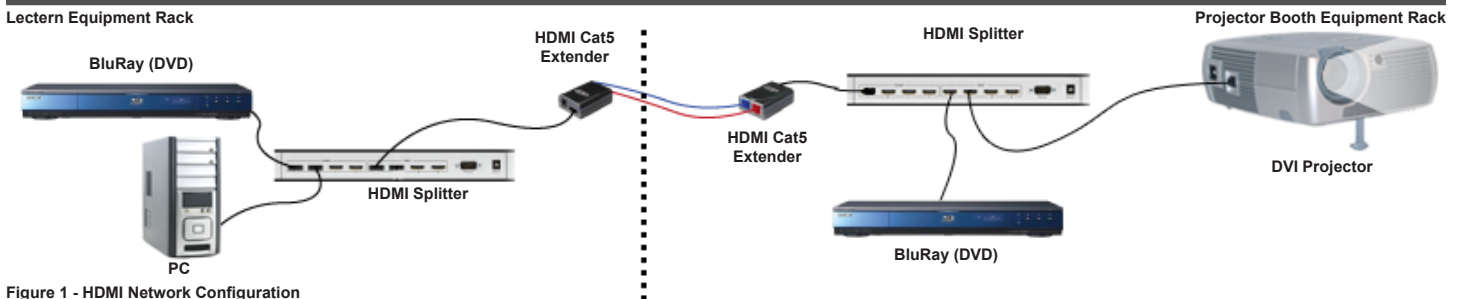 Lectern Equipment Rack
Projector Booth Equipment Rack
HDMI Cat5
Extender
HDMI Splitter
BluRay (DVD)
HDMI Cat5
Extender
DVI Projector
HDMI Splitter
BluRay (DVD)
PC
Figure 1 - HDMI Network Configuration